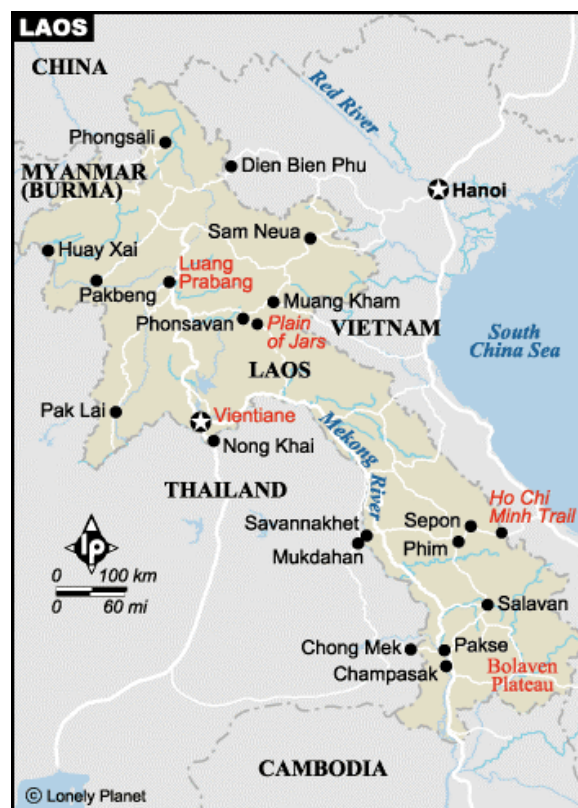 LAOS
CHINA
Red River
Phongsali
MYANMAR
(BURMA)
Dien Bien Phu
Hanoi
Sam Neua
Huay Xai
Luang
Prabang
Pakbeng
Muang Kham
Phonsavan
Plain
of Jars
VIETNAM
South
China Sea
LAOS
Pak Lai
Vientiane
Mekong
River
Nong Khai
THAILAND
Ho Chi
Minh Trail
Savannakhet
Sepon
Mukdahan
Phim
lp
0 100 km
0 60 mi
Salavan
Chong Mek
Pakse
Champasak
Bolaven
Plateau
CAMBODIA
© Lonely Planet